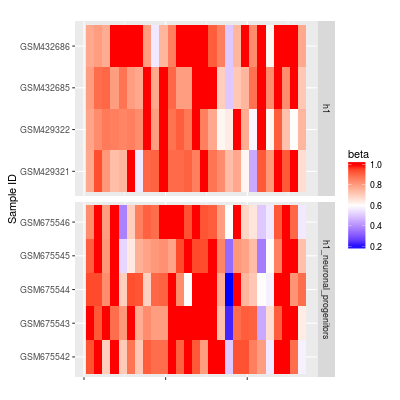 GSM432686
GSM432685
GSM429322
GSM429321
h1
GSM675546
GSM675545
GSM675544
GSM675543
GSM675542
h1_neuronal_progenitors
Sample ID
beta
1.0
0.8
0.6
0.4
0.2